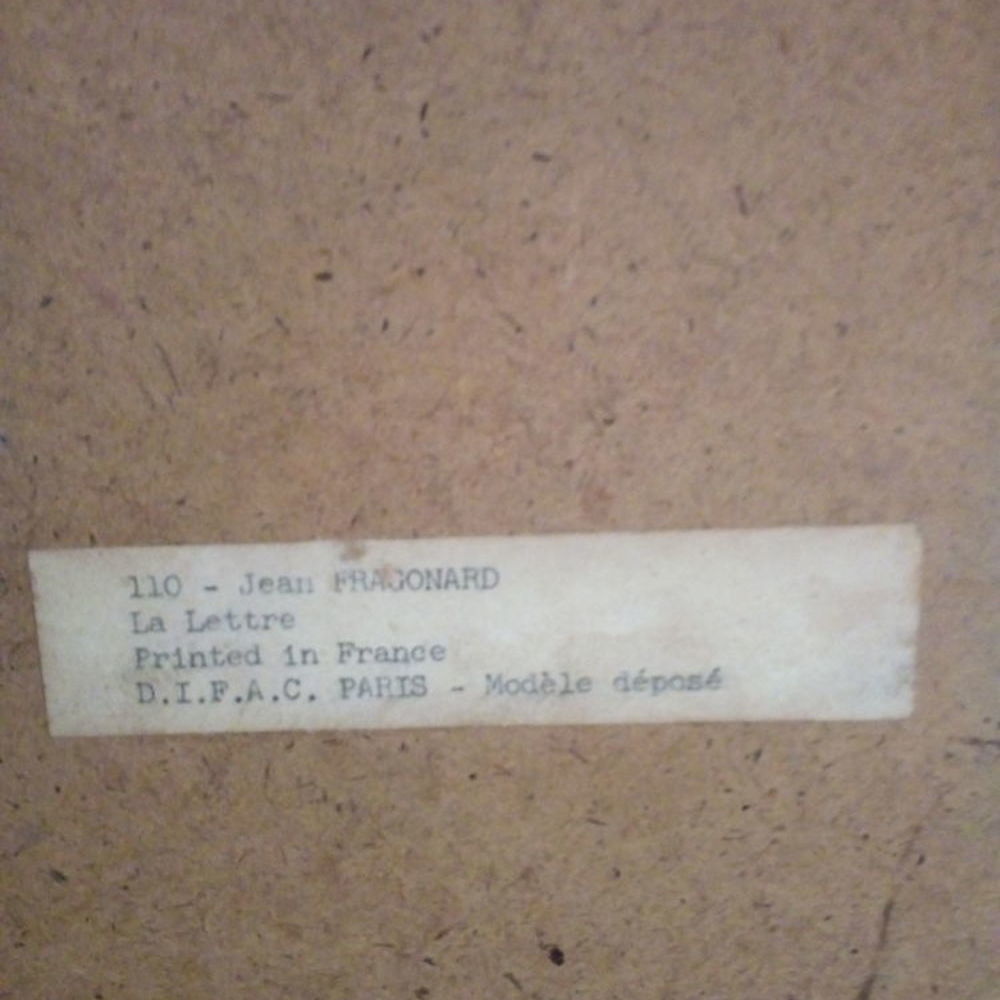 110 - Jean FRAGONARD
La Lettre
Printed in France
D.I.F.A.C. PARIS - Modèle déposé